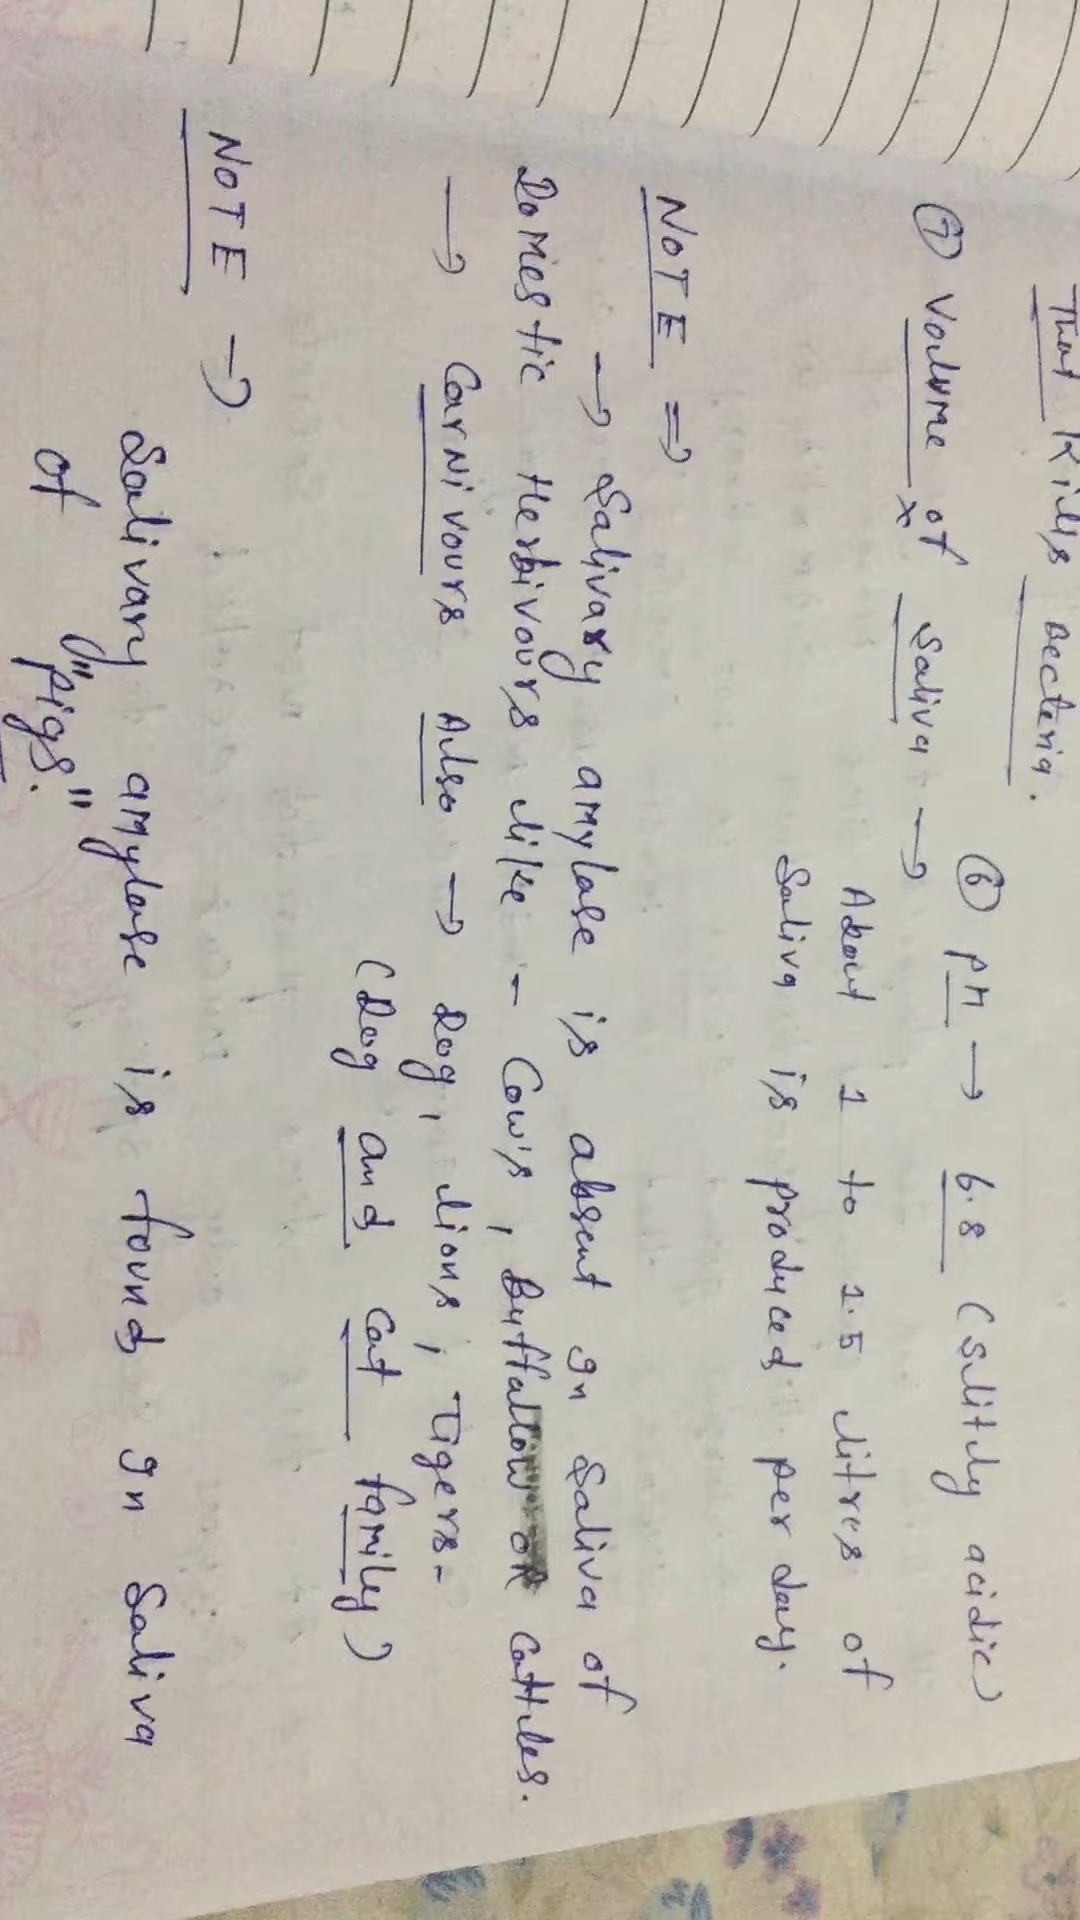 That Kills Bacteria.
⑥ pH → 6.8 (Slitly acidic)
⑦ Volume of Saliva →
About 1 to 1.5 litres of
Saliva is produced per day.
NOTE ⇒
→ Salivary amylase is absent in Saliva of
Domestic Herbivours like - Cow's, Buffallow or Cattles.
→ Carnivours Also → Dog, lions, Tigers-
(Dog and Cat family)
NOTE →
Salivary amylase is found in Saliva
of "pigs."